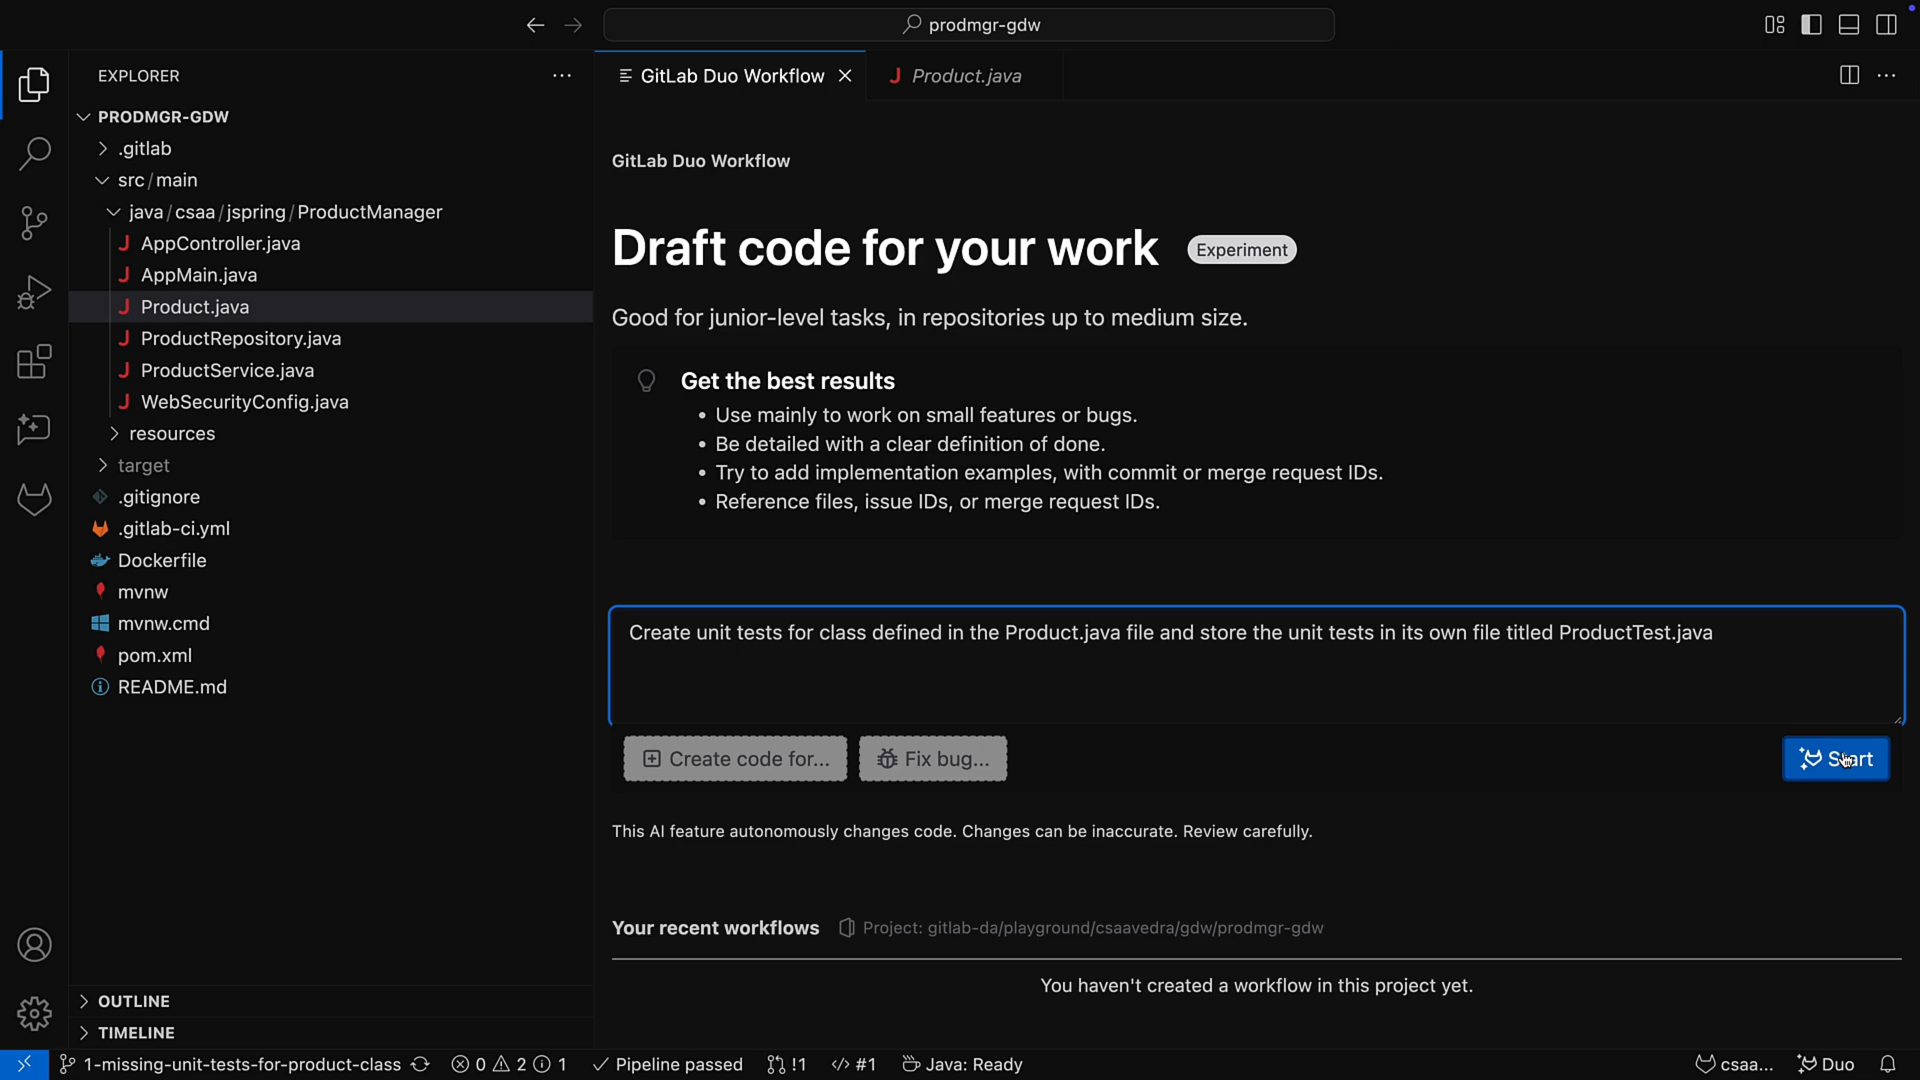 prodmgr-gdw
EXPLORER
GitLab Duo Workflow
Product.java
PRODMGR-GDW
.gitlab
src/main
java/csaa/jspring/ProductManager
AppController.java
AppMain.java
Product.java
ProductRepository.java
ProductService.java
WebSecurityConfig.java
resources
target
.gitignore
.gitlab-ci.yml
Dockerfile
mvnw
mvnw.cmd
pom.xml
README.md
OUTLINE
TIMELINE
GitLab Duo Workflow
Draft code for your work
Experiment
Good for junior-level tasks, in repositories up to medium size.
Get the best results
• Use mainly to work on small features or bugs.
• Be detailed with a clear definition of done.
• Try to add implementation examples, with commit or merge request IDs.
• Reference files, issue IDs, or merge request IDs.
Create unit tests for class defined in the Product.java file and store the unit tests in its own file titled ProductTest.java
Create code for...
Fix bug...
Start
This AI feature autonomously changes code. Changes can be inaccurate. Review carefully.
Your recent workflows
Project: gitlab-da/playground/csaavedra/gdw/prodmgr-gdw
You haven't created a workflow in this project yet.
1-missing-unit-tests-for-product-class
0 2 1
Pipeline passed
!1
#1
Java: Ready
csaa...
Duo